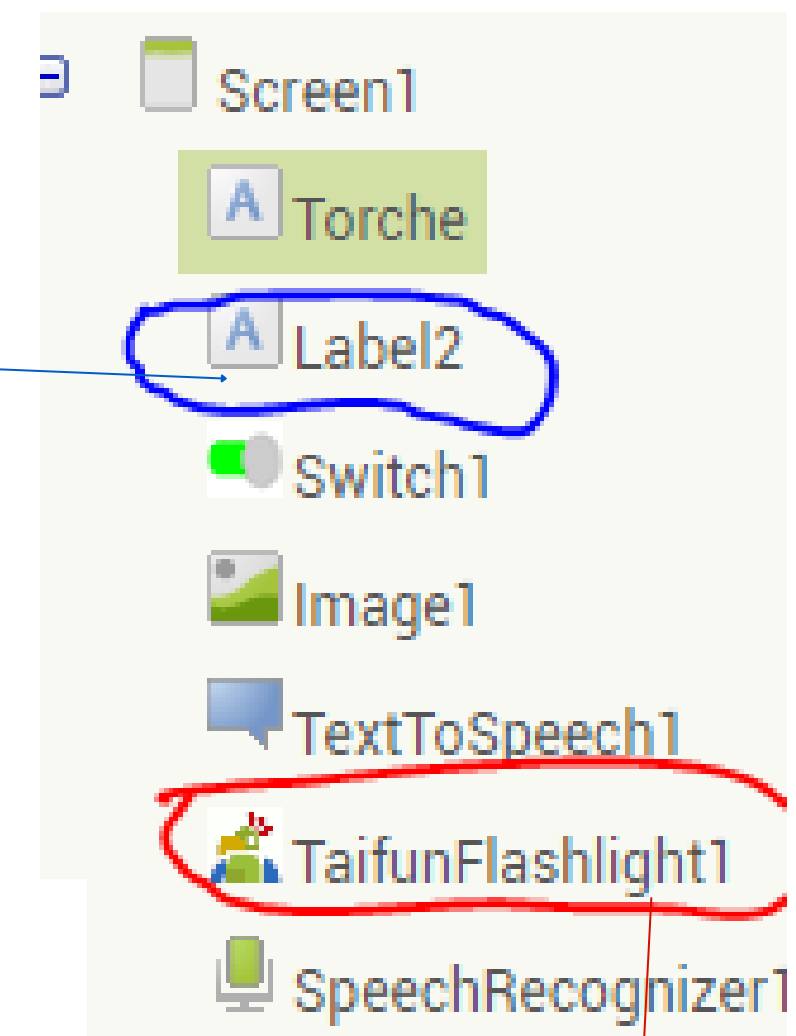 Screen1
Torche
Label2
Switch1
Image1
TextToSpeech1
TaifunFlashlight1
SpeechRecognizer1